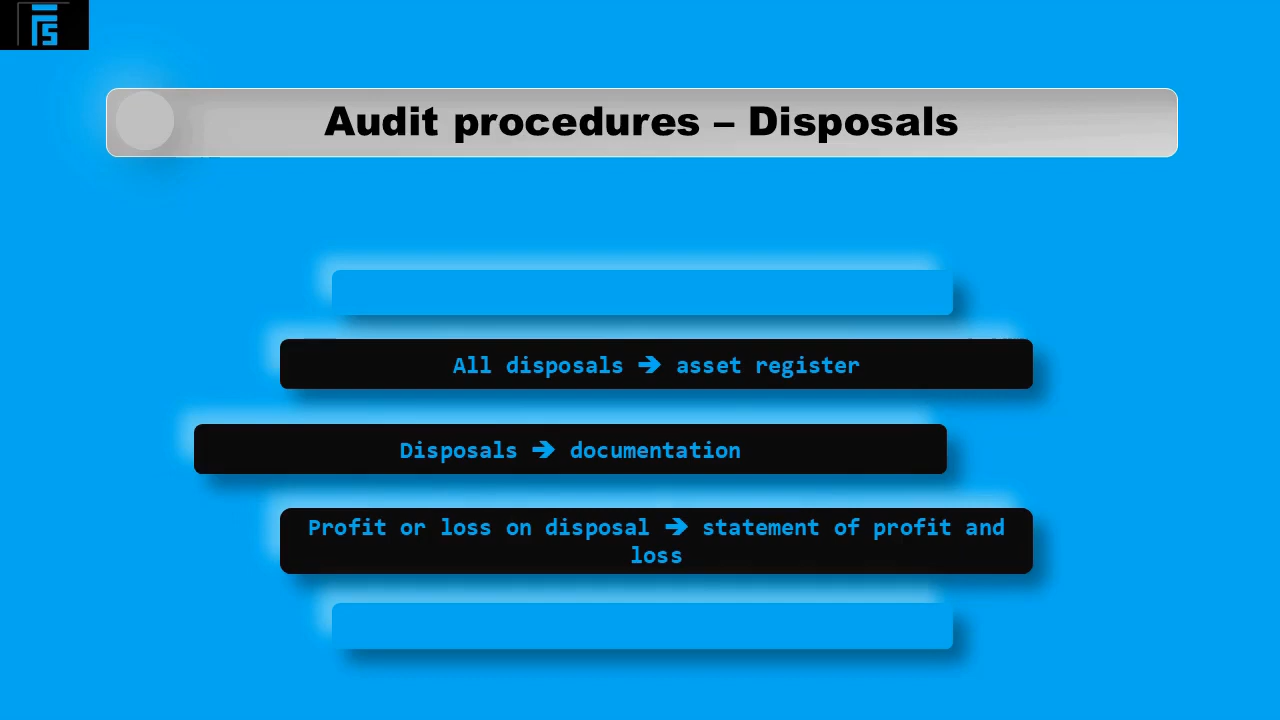 Audit procedures – Disposals
All disposals ➔ asset register
Disposals ➔ documentation
Profit or loss on disposal ➔ statement of profit and
loss